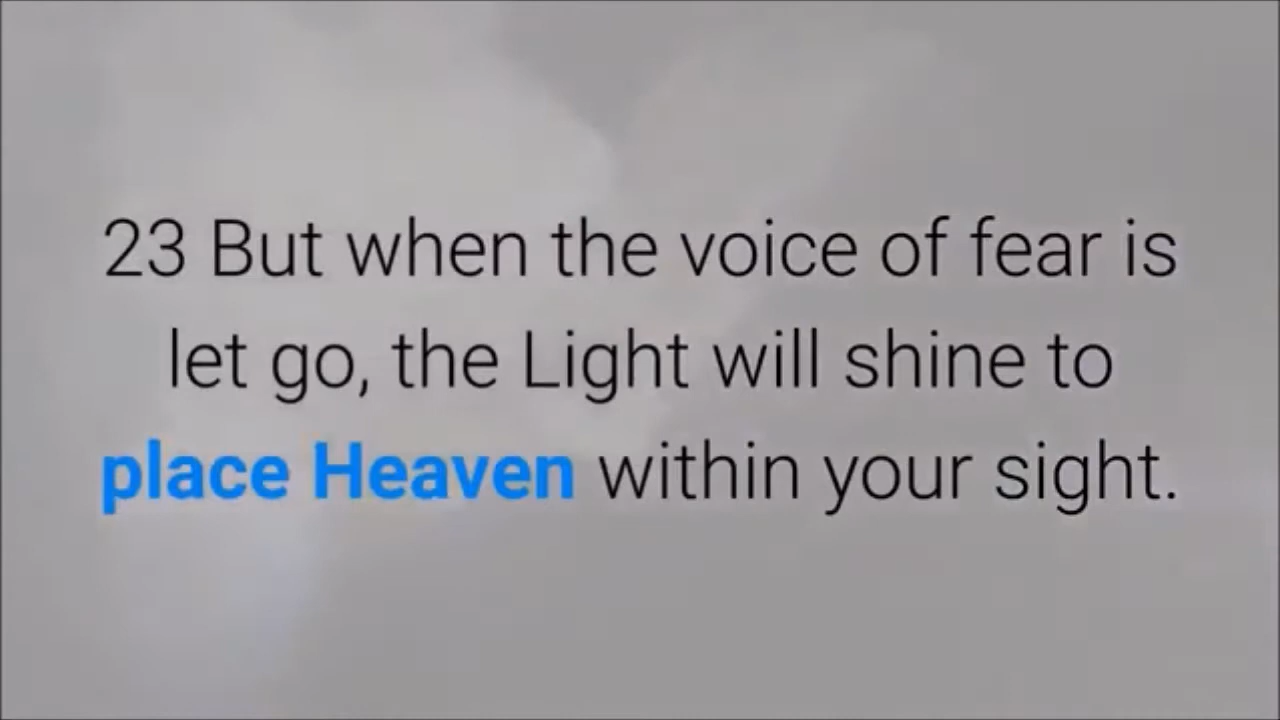 23 But when the voice of fear is
let go, the Light will shine to
place Heaven within your sight.